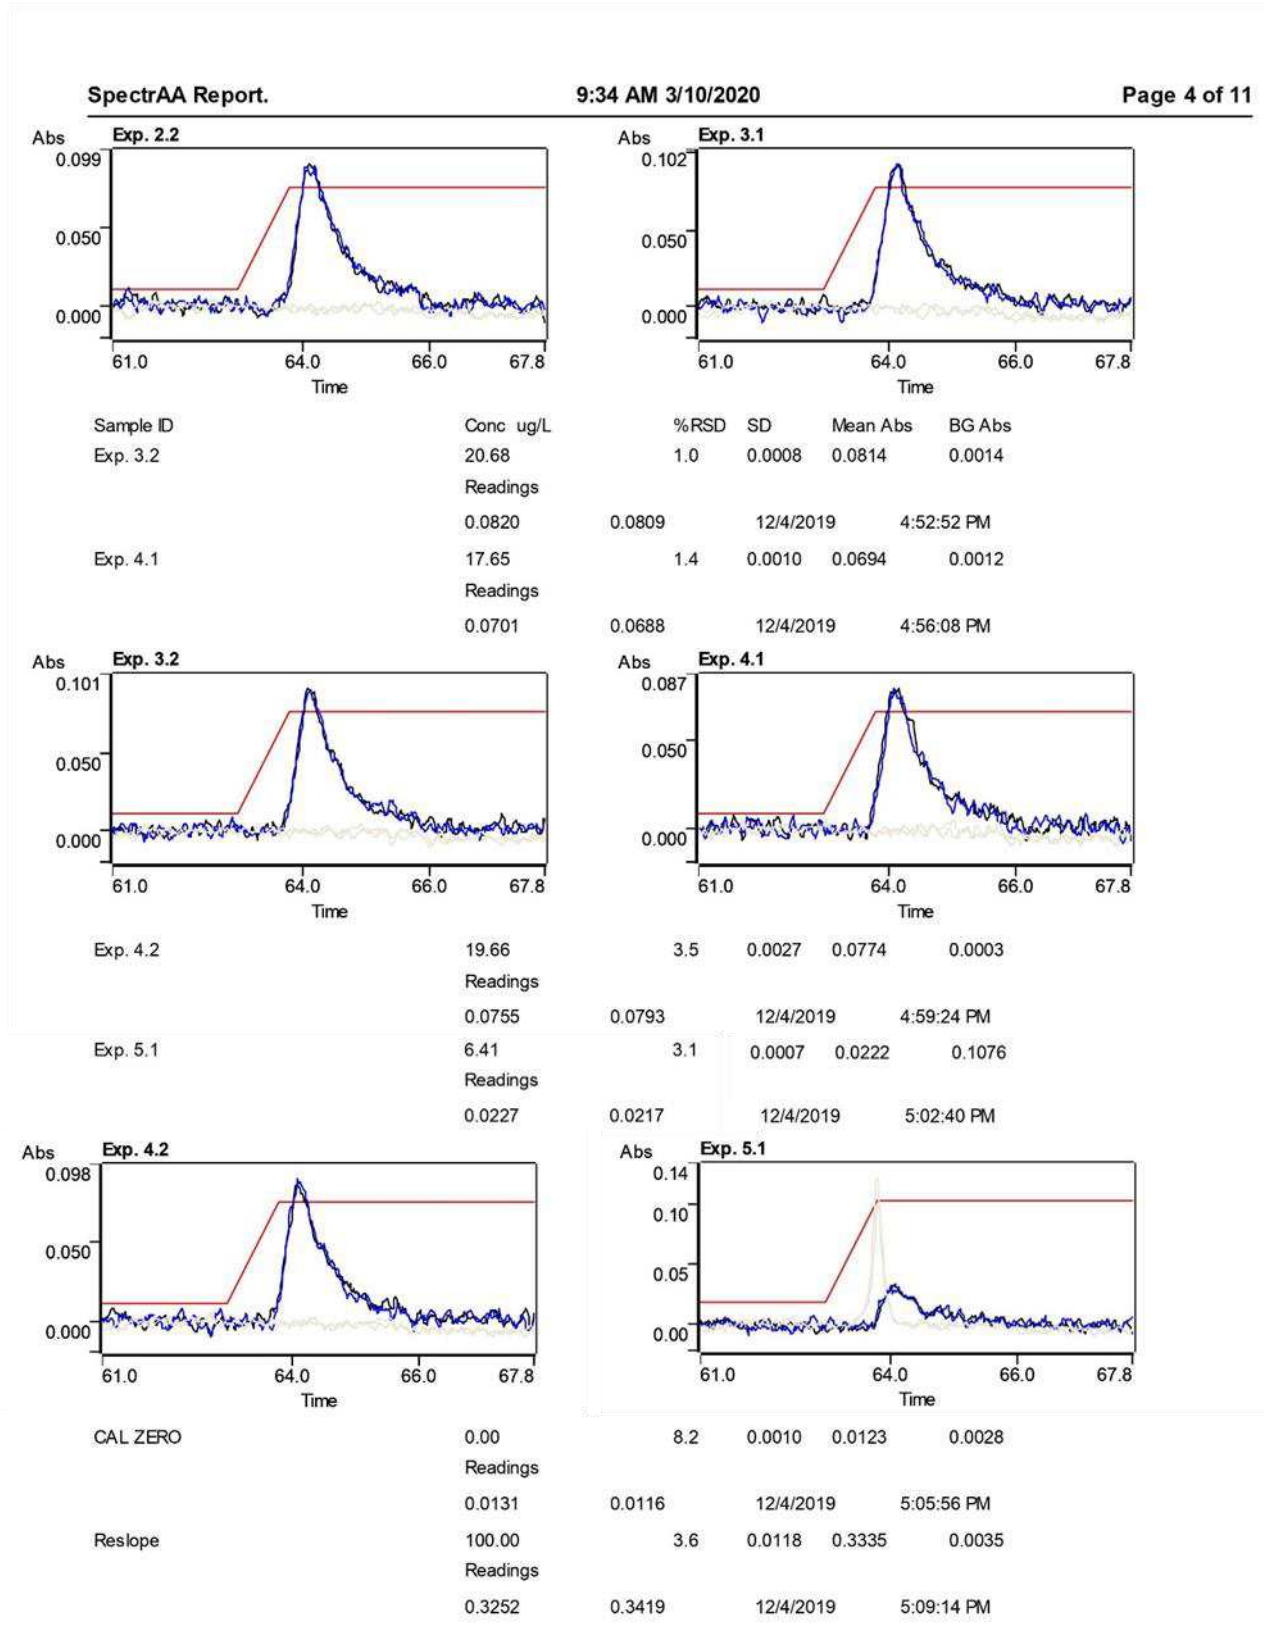 SpectrAA Report. 9:34 AM 3/10/2020 Page 4 of 11
Abs Exp. 2.2 Abs Exp. 3.1
0.099 0.102
0.050 0.050
0.000 0.000
61.0 64.0 66.0 67.8 61.0 64.0 66.0 67.8
Time Time
Sample ID Conc ug/L %RSD SD Mean Abs BG Abs
Exp. 3.2 20.68 1.0 0.0008 0.0814 0.0014
Readings
0.0820 0.0809 12/4/2019 4:52:52 PM
Exp. 4.1 17.65 1.4 0.0010 0.0694 0.0012
Readings
0.0701 0.0688 12/4/2019 4:56:08 PM
Abs Exp. 3.2 Abs Exp. 4.1
0.101 0.087
0.050 0.050
0.000 0.000
61.0 64.0 66.0 67.8 61.0 64.0 66.0 67.8
Time Time
Exp. 4.2 19.66 3.5 0.0027 0.0774 0.0003
Readings
0.0755 0.0793 12/4/2019 4:59:24 PM
Exp. 5.1 6.41 3.1 0.0007 0.0222 0.1076
Readings
0.0227 0.0217 12/4/2019 5:02:40 PM
Abs Exp. 4.2 Abs Exp. 5.1
0.098 0.14
0.10
0.050 0.05
0.000 0.00
61.0 64.0 66.0 67.8 61.0 64.0 66.0 67.8
Time Time
CAL ZERO 0.00 8.2 0.0010 0.0123 0.0028
Readings
0.0131 0.0116 12/4/2019 5:05:56 PM
Reslope 100.00 3.6 0.0118 0.3335 0.0035
Readings
0.3252 0.3419 12/4/2019 5:09:14 PM